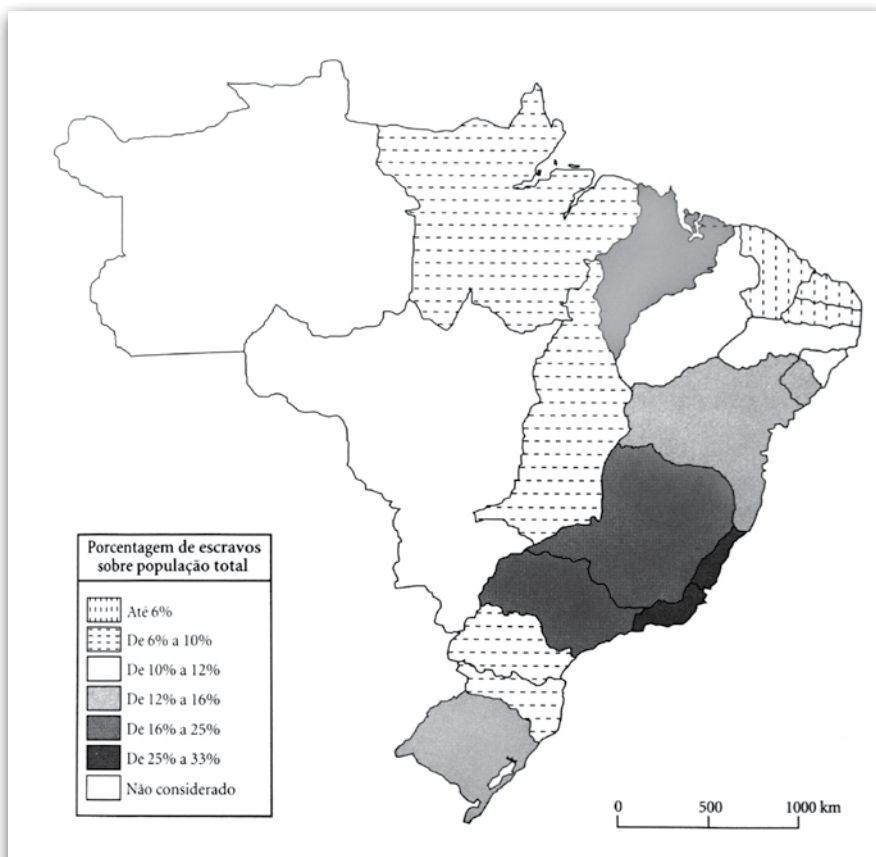 Porcentagem de escravos
sobre população total
Até 6%
De 6% a 10%
De 10% a 12%
De 12% a 16%
De 16% a 25%
De 25% a 33%
Não considerado
0 500 1000 km